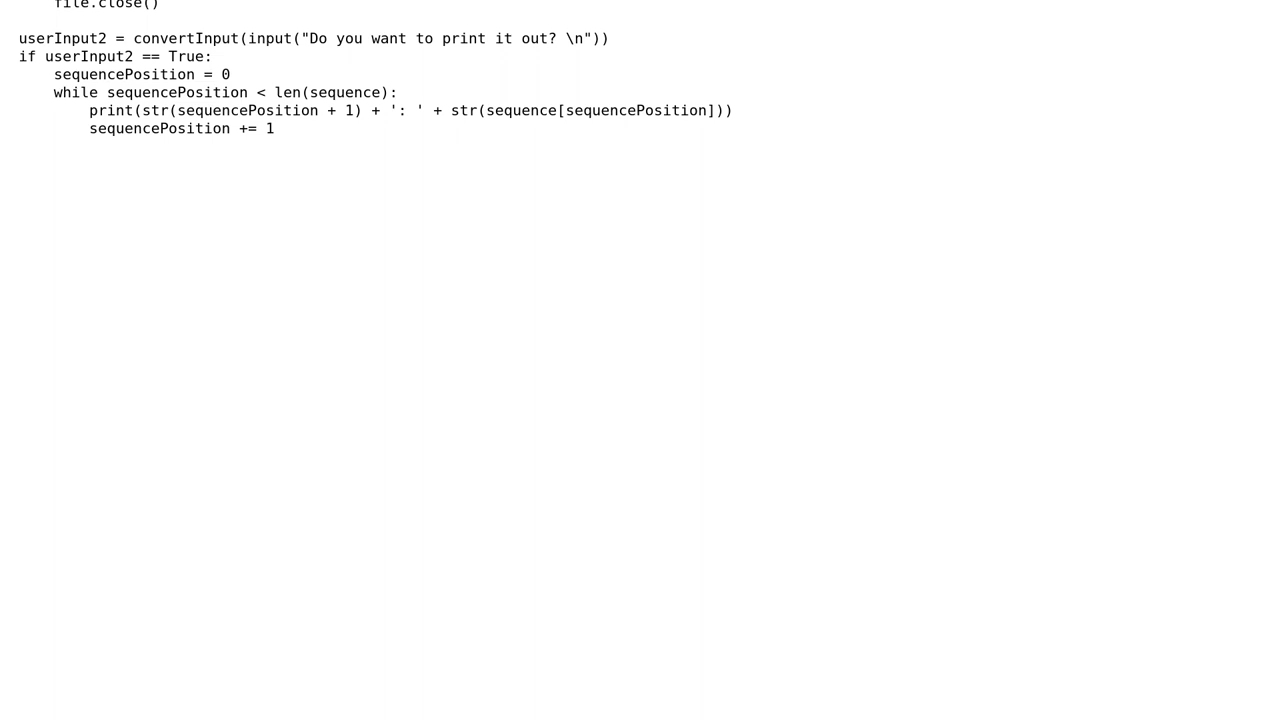 file.close()

userInput2 = convertInput(input("Do you want to print it out? \n"))
if userInput2 == True:
    sequencePosition = 0
    while sequencePosition < len(sequence):
        print(str(sequencePosition + 1) + ': ' + str(sequence[sequencePosition]))
        sequencePosition += 1